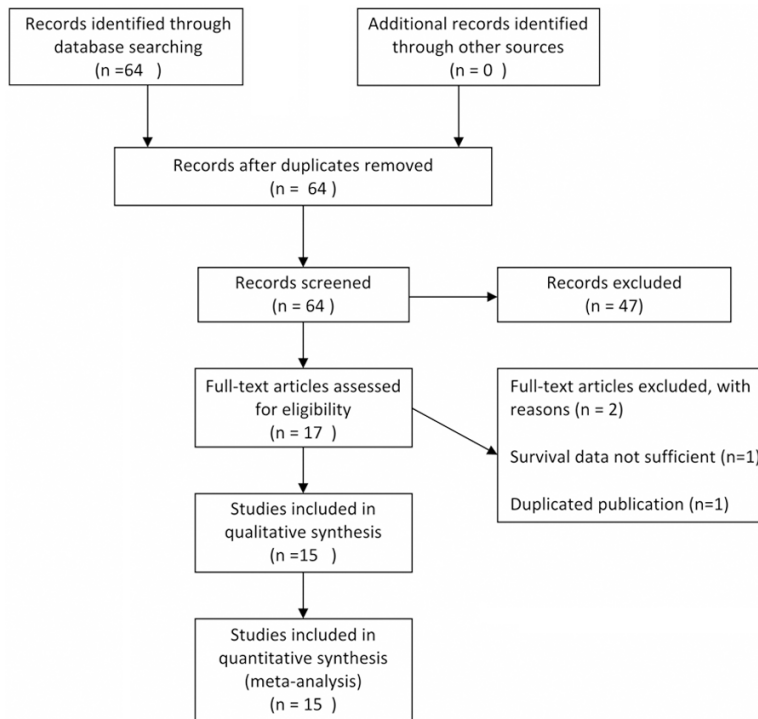 Records identified through
database searching
(n =64 )
Additional records identified
through other sources
(n = 0 )
Records after duplicates removed
(n = 64 )
Records screened
(n = 64 )
Records excluded
(n = 47)
Full-text articles assessed
for eligibility
(n = 17 )
Full-text articles excluded, with
reasons (n = 2)
Survival data not sufficient (n=1)
Duplicated publication (n=1)
Studies included in
qualitative synthesis
(n =15 )
Studies included in
quantitative synthesis
(meta-analysis)
(n = 15 )